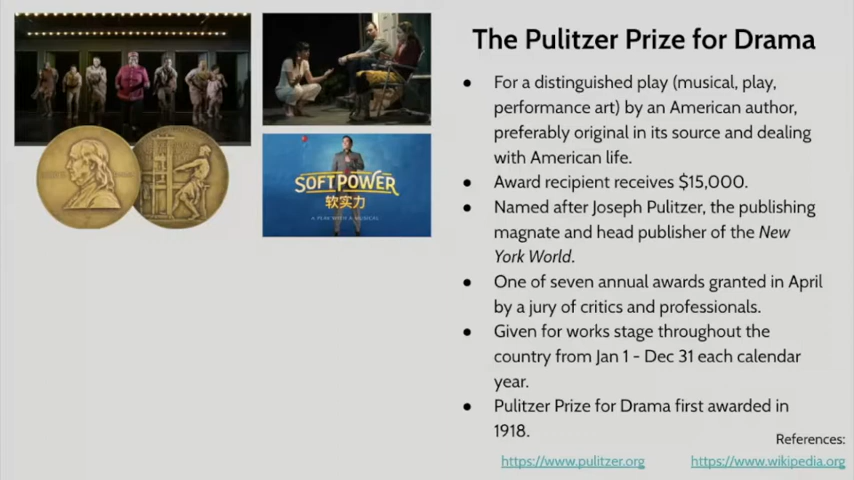 The Pulitzer Prize for Drama
● For a distinguished play (musical, play,
performance art) by an American author,
preferably original in its source and dealing
with American life.
● Award recipient receives $15,000.
● Named after Joseph Pulitzer, the publishing
magnate and head publisher of the New
York World.
● One of seven annual awards granted in April
by a jury of critics and professionals.
● Given for works stage throughout the
country from Jan 1 - Dec 31 each calendar
year.
● Pulitzer Prize for Drama first awarded in
1918.
References:
https://www.pulitzer.org https://www.wikipedia.org
SOFT POWER
软实力
A PLAY WITH A MUSICAL